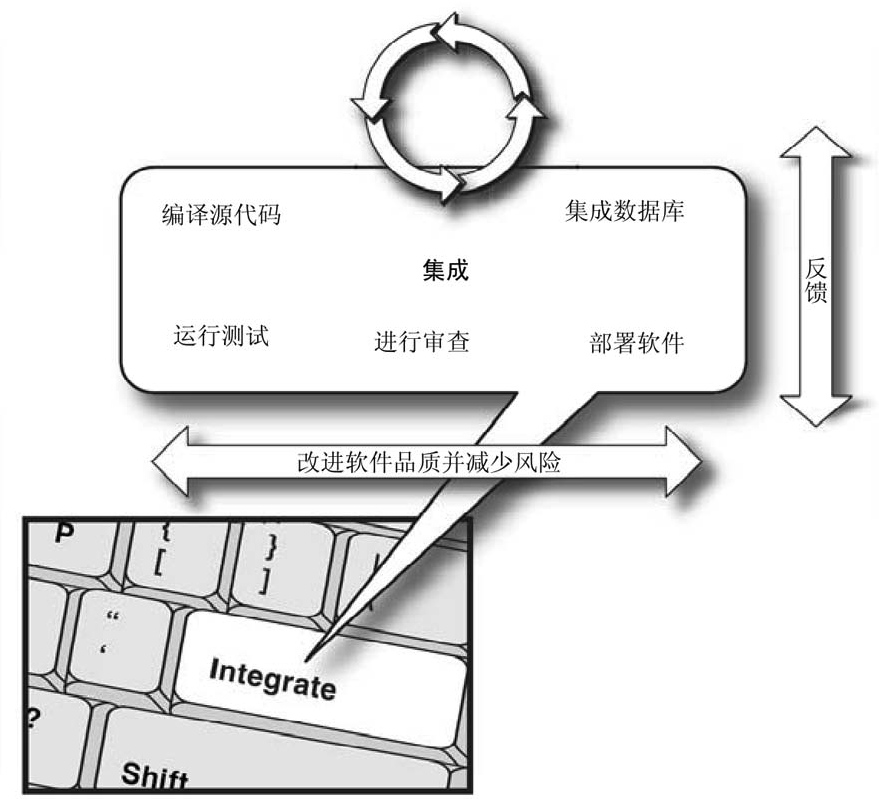 编译源代码
集成数据库
集成
反馈
运行测试
进行审查
部署软件
改进软件品质并减少风险
P
{
[
}
]
“
‘
Integrate
?
Shift